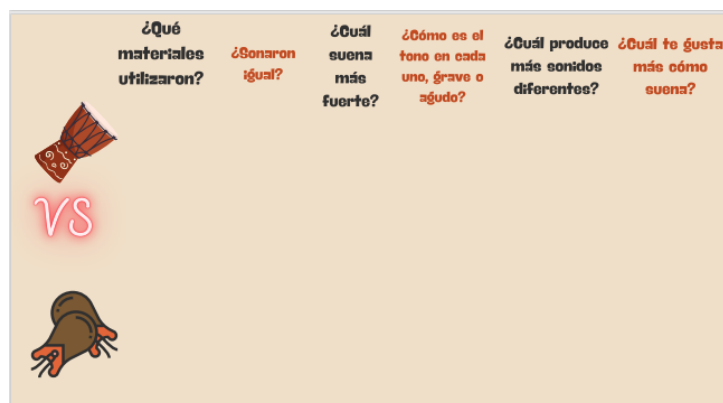 ¿Qué
materiales
utilizaron?
¿Sonaron
igual?
¿Cuál
suena
más
fuerte?
¿Cómo es el
tono en cada
uno, grave o
agudo?
¿Cuál produce
más sonidos
diferentes?
¿Cuál te gusta
más cómo
suena?
VS